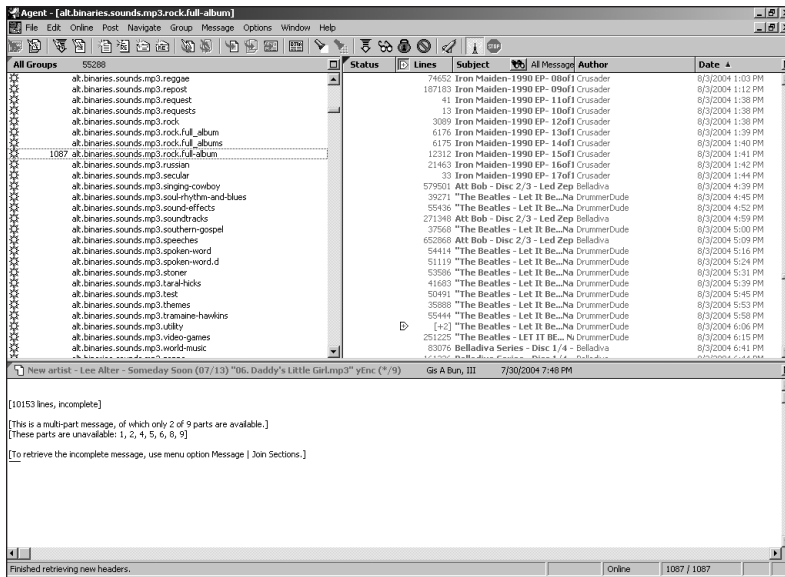 Agent - [alt.binaries.sounds.mp3.rock.full-album]
File Edit Online Post Navigate Group Message Options Window Help
All Groups 55288
alt.binaries.sounds.mp3.reggae
alt.binaries.sounds.mp3.repost
alt.binaries.sounds.mp3.request
alt.binaries.sounds.mp3.requests
alt.binaries.sounds.mp3.rock
alt.binaries.sounds.mp3.rock.full_album
alt.binaries.sounds.mp3.rock.full_albums
1087 alt.binaries.sounds.mp3.rock.full-album
alt.binaries.sounds.mp3.russian
alt.binaries.sounds.mp3.secular
alt.binaries.sounds.mp3.singing-cowboy
alt.binaries.sounds.mp3.soul-rhythm-and-blues
alt.binaries.sounds.mp3.sound-effects
alt.binaries.sounds.mp3.soundtracks
alt.binaries.sounds.mp3.southern-gospel
alt.binaries.sounds.mp3.speeches
alt.binaries.sounds.mp3.spoken-word
alt.binaries.sounds.mp3.spoken-word.d
alt.binaries.sounds.mp3.stoner
alt.binaries.sounds.mp3.taral-hicks
alt.binaries.sounds.mp3.test
alt.binaries.sounds.mp3.themes
alt.binaries.sounds.mp3.tramaine-hawkins
alt.binaries.sounds.mp3.utility
alt.binaries.sounds.mp3.video-games
alt.binaries.sounds.mp3.world-music
Status Lines Subject All Message Author Date
74652 Iron Maiden-1990 EP- 08of1 Crusader 8/3/2004 1:03 PM
187183 Iron Maiden-1990 EP- 09of1 Crusader 8/3/2004 1:12 PM
41 Iron Maiden-1990 EP- 11of1 Crusader 8/3/2004 1:38 PM
13 Iron Maiden-1990 EP- 10of1 Crusader 8/3/2004 1:38 PM
3089 Iron Maiden-1990 EP- 12of1 Crusader 8/3/2004 1:38 PM
6176 Iron Maiden-1990 EP- 13of1 Crusader 8/3/2004 1:39 PM
6175 Iron Maiden-1990 EP- 14of1 Crusader 8/3/2004 1:40 PM
12312 Iron Maiden-1990 EP- 15of1 Crusader 8/3/2004 1:41 PM
21463 Iron Maiden-1990 EP- 16of1 Crusader 8/3/2004 1:42 PM
33 Iron Maiden-1990 EP- 17of1 Crusader 8/3/2004 1:44 PM
579501 Att Bob - Disc 2/3 - Led Zep Belladiva 8/3/2004 4:39 PM
39271 "The Beatles - Let It Be...Na DrummerDude 8/3/2004 4:45 PM
55436 "The Beatles - Let It Be...Na DrummerDude 8/3/2004 4:52 PM
271348 Att Bob - Disc 2/3 - Led Zep Belladiva 8/3/2004 4:59 PM
37568 "The Beatles - Let It Be...Na DrummerDude 8/3/2004 5:00 PM
652868 Att Bob - Disc 2/3 - Led Zep Belladiva 8/3/2004 5:09 PM
54414 "The Beatles - Let It Be...Na DrummerDude 8/3/2004 5:16 PM
51119 "The Beatles - Let It Be...Na DrummerDude 8/3/2004 5:24 PM
53586 "The Beatles - Let It Be...Na DrummerDude 8/3/2004 5:31 PM
41683 "The Beatles - Let It Be...Na DrummerDude 8/3/2004 5:39 PM
50491 "The Beatles - Let It Be...Na DrummerDude 8/3/2004 5:45 PM
35888 "The Beatles - Let It Be...Na DrummerDude 8/3/2004 5:53 PM
55444 "The Beatles - Let It Be...Na DrummerDude 8/3/2004 5:58 PM
[+2] "The Beatles - Let It Be...Na DrummerDude 8/3/2004 6:06 PM
251225 "The Beatles - LET IT BE... N. DrummerDude 8/3/2004 6:15 PM
83076 Belladiva Series - Disc 1/4 - Belladiva 8/3/2004 6:41 PM
New artist - Lee Alter - Someday Soon (07/13) "06. Daddy's Little Girl.mp3" yEnc (*/9) Gis A Bun, III 7/30/2004 7:48 PM
[10153 lines, incomplete]
[This is a multi-part message, of which only 2 of 9 parts are available.]
[These parts are unavailable: 1, 2, 4, 5, 6, 8, 9]
[To retrieve the incomplete message, use menu option Message | Join Sections.]
Finished retrieving new headers. Online 1087 / 1087